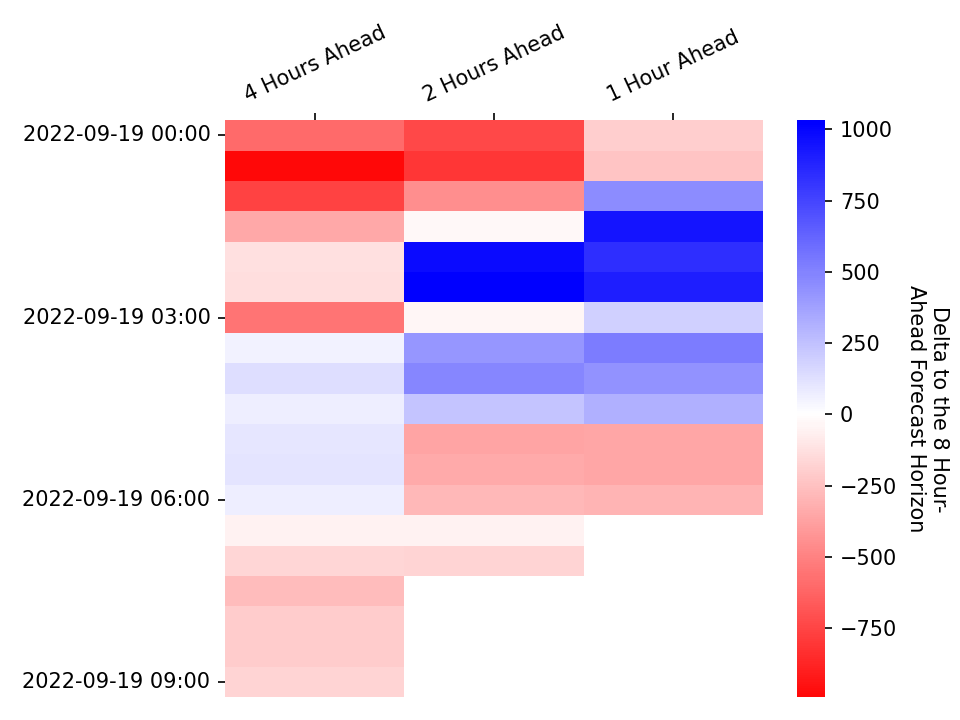 4 Hours Ahead
2 Hours Ahead
1 Hour Ahead
2022-09-19 00:00
2022-09-19 03:00
2022-09-19 06:00
2022-09-19 09:00
1000
750
500
250
0
−250
−500
−750
Delta to the 8 Hour-
Ahead Forecast Horizon